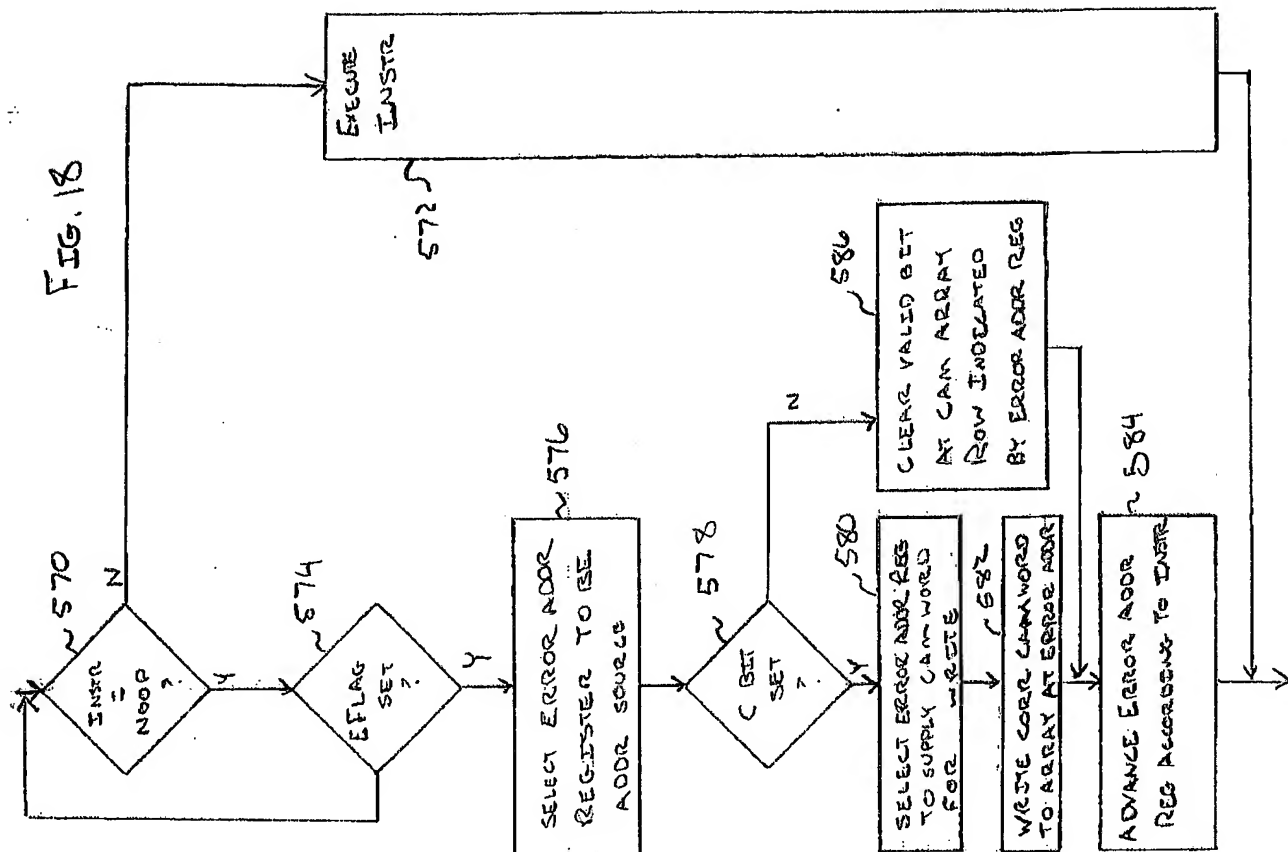 FIG. 18
570
INSTR
=
NOOP
?
N
Y
EXECUTE
INSTR
572
574
EFLAG
SET
?
Y
576
SELECT ERROR ADDR
REGISTER TO BE
ADDR SOURCE
578
C BIT
SET
?
N
Y
580
SELECT ERROR ADDR REG
TO SUPPLY CAM WORD
FOR WRITE
582
WRITE CORR CAM WORD
TO ARRAY AT ERROR ADDR
586
CLEAR VALID BIT
AT CAM ARRAY
ROW INDICATED
BY ERROR ADDR REG
584
ADVANCE ERROR ADDR
REG ACCORDING TO INSTR